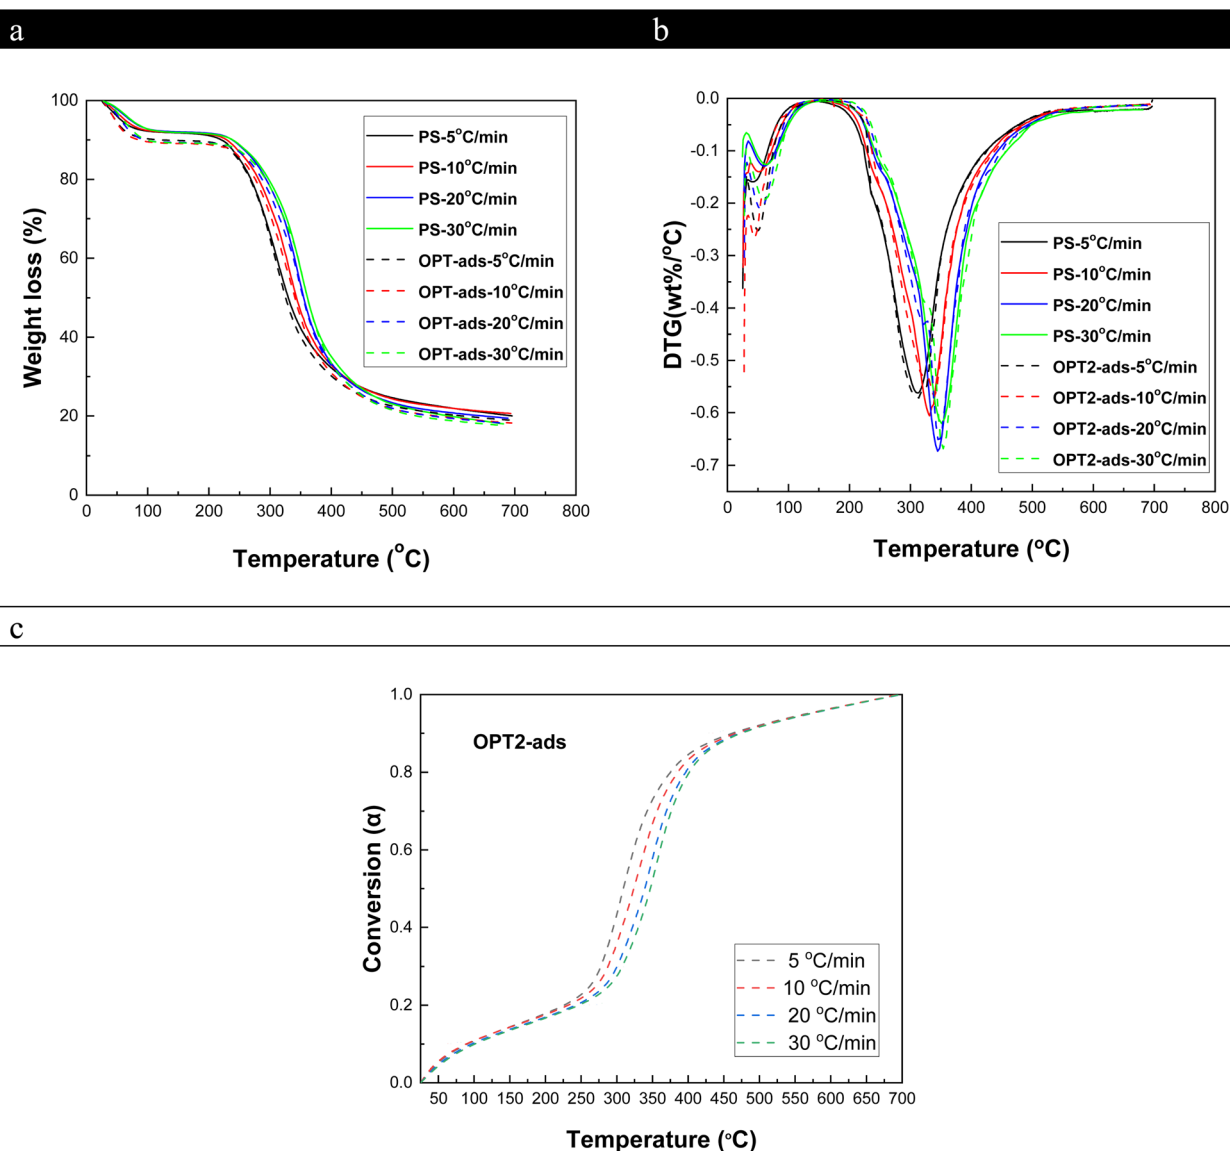 a
b
100
80
60
40
20
0
Weight loss (%)
0 100 200 300 400 500 600 700 800
Temperature (°C)
PS-5°C/min
PS-10°C/min
PS-20°C/min
PS-30°C/min
OPT-ads-5°C/min
OPT-ads-10°C/min
OPT-ads-20°C/min
OPT-ads-30°C/min
0.0
-0.1
-0.2
-0.3
-0.4
-0.5
-0.6
-0.7
DTG(wt%/°C)
0 100 200 300 400 500 600 700 800
Temperature (°C)
PS-5°C/min
PS-10°C/min
PS-20°C/min
PS-30°C/min
OPT2-ads-5°C/min
OPT2-ads-10°C/min
OPT2-ads-20°C/min
OPT2-ads-30°C/min
c
1.0
0.8
0.6
0.4
0.2
0.0
Conversion (α)
OPT2-ads
5 °C/min
10 °C/min
20 °C/min
30 °C/min
50 100 150 200 250 300 350 400 450 500 550 600 650 700
Temperature (°C)